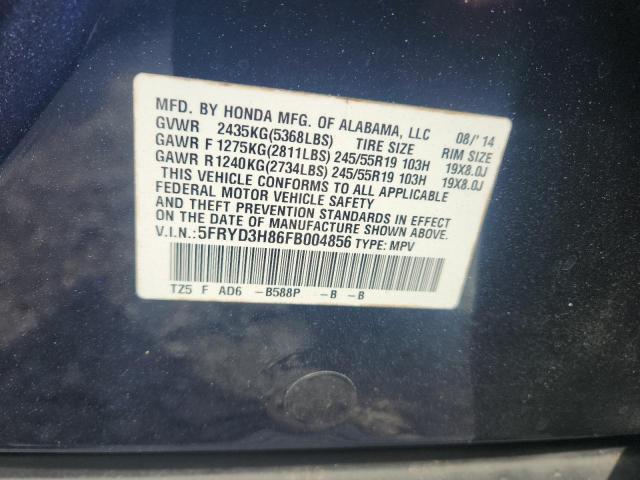 MFD. BY HONDA MFG. OF ALABAMA, LLC 08/'14
GVWR 2435KG(5368LBS) TIRE SIZE RIM SIZE
GAWR F 1275KG(2811LBS) 245/55R19 103H 19X8.0J
GAWR R1240KG(2734LBS) 245/55R19 103H 19X8.0J
THIS VEHICLE CONFORMS TO ALL APPLICABLE
FEDERAL MOTOR VEHICLE SAFETY
AND THEFT PREVENTION STANDARDS IN EFFECT
ON THE DATE OF MANUFACTURE SHOWN ABOVE.
V.I.N.:5FRYD3H86FB004856 TYPE: MPV
TZ5 F AD6 -B588P -B -B